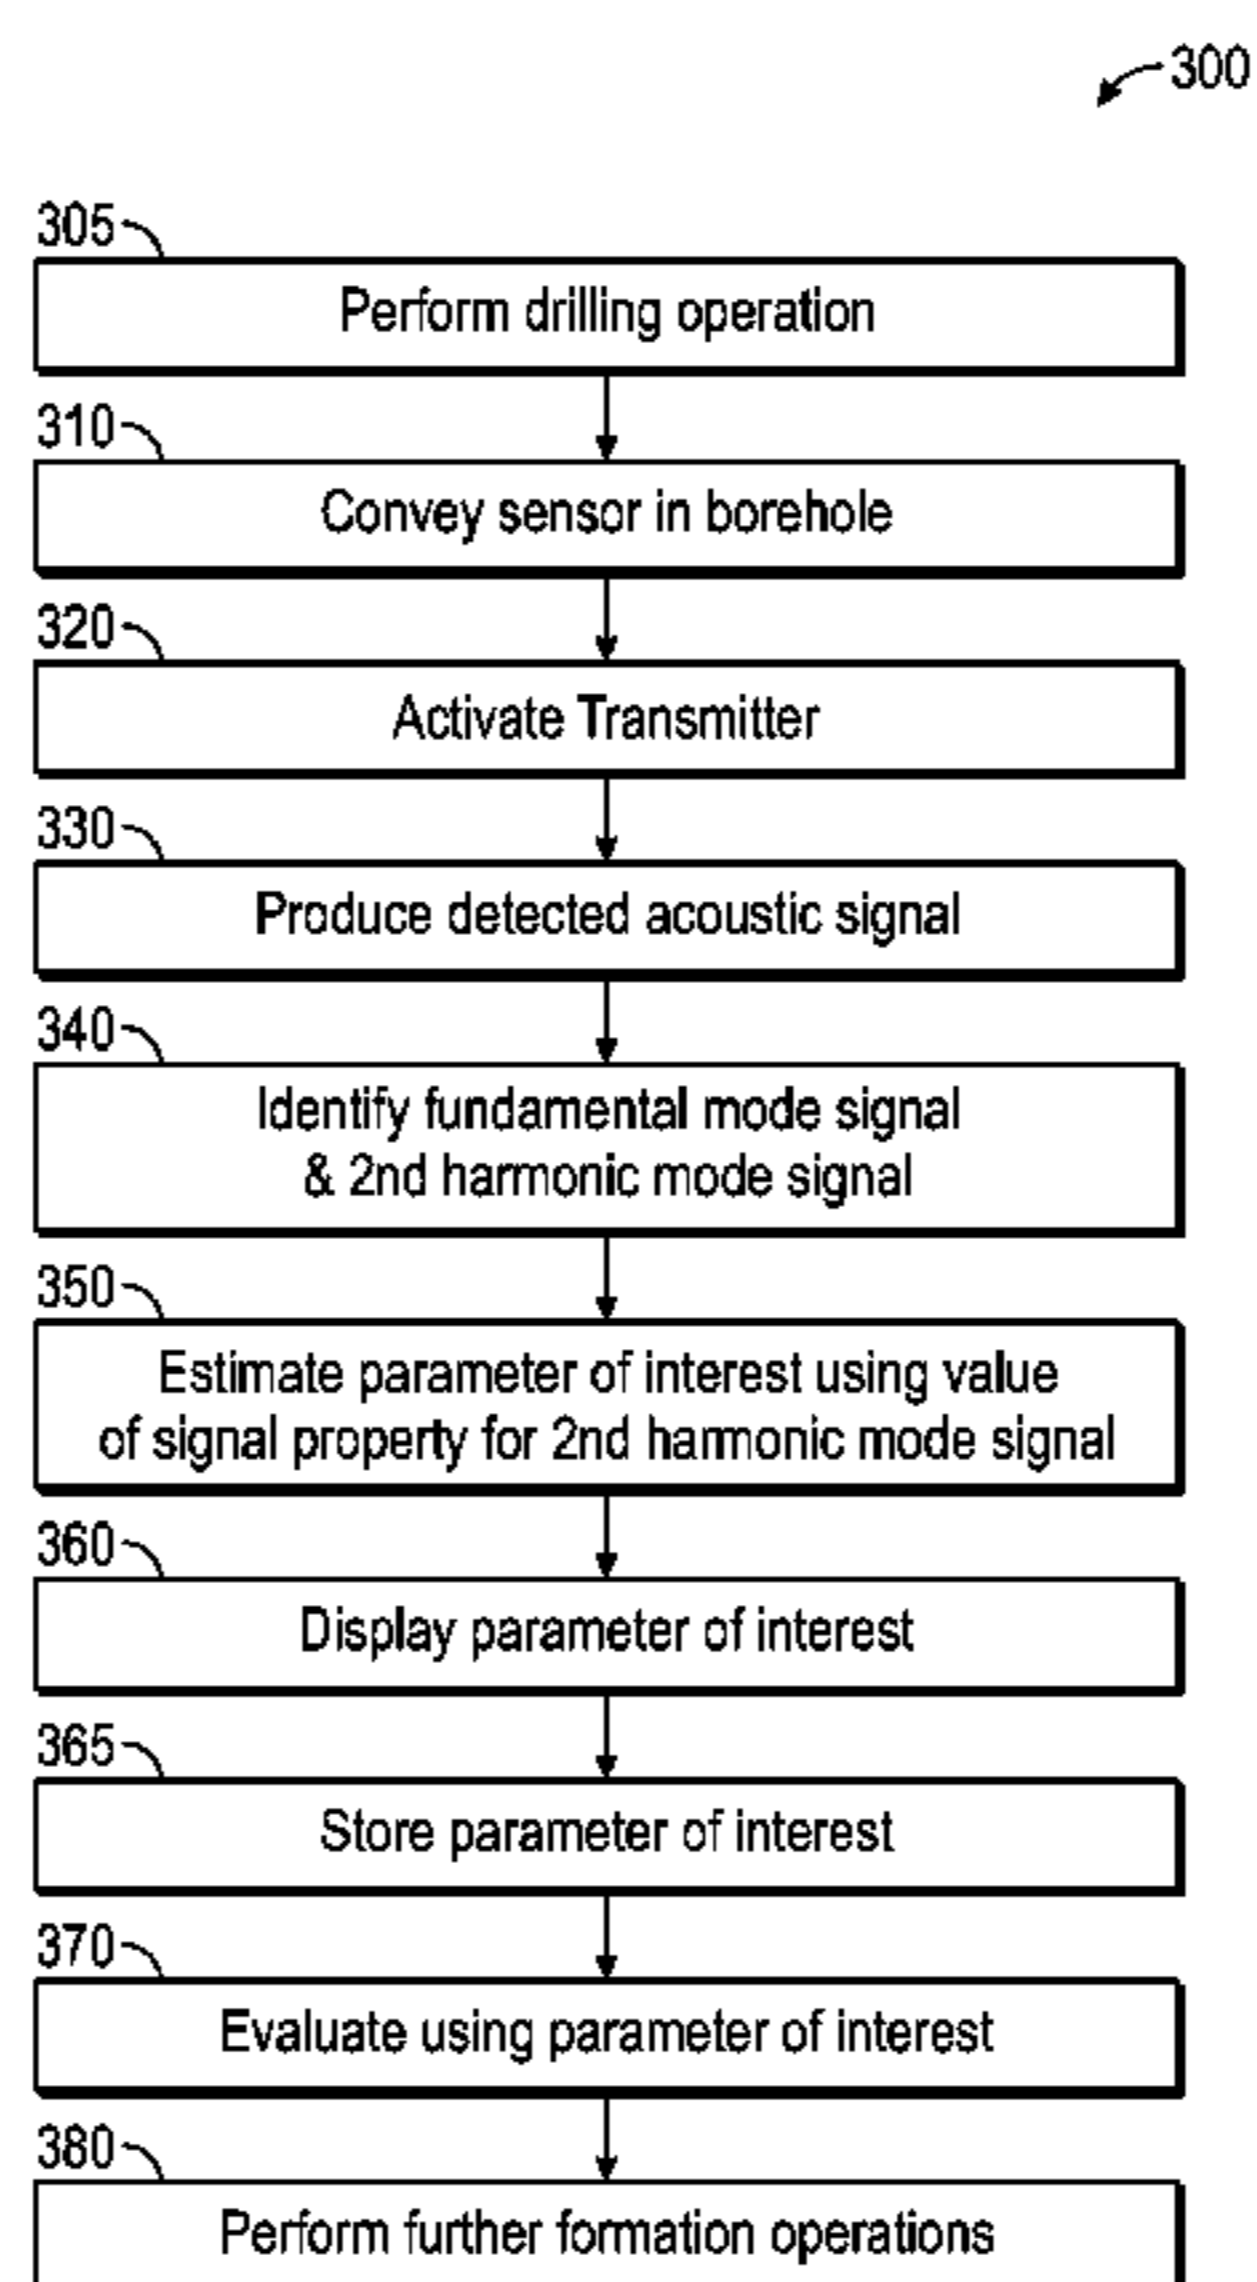 300
305
Perform drilling operation
310
Convey sensor in borehole
320
Activate Transmitter
330
Produce detected acoustic signal
340
Identify fundamental mode signal
& 2nd harmonic mode signal
350
Estimate parameter of interest using value
of signal property for 2nd harmonic mode signal
360
Display parameter of interest
365
Store parameter of interest
370
Evaluate using parameter of interest
380
Perform further formation operations